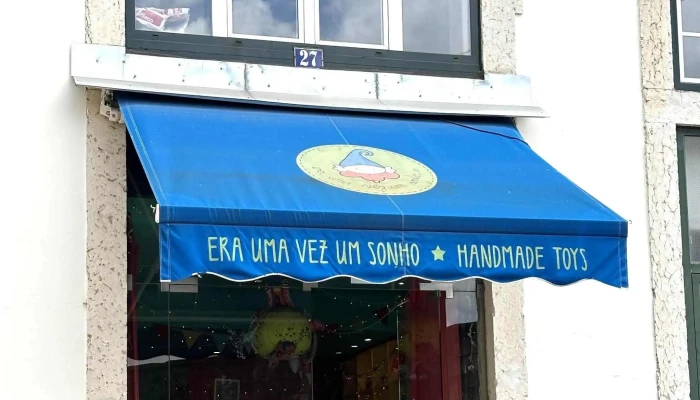 27
ERA UMA VEZ UM SONHO ★ HANDMADE TOYS